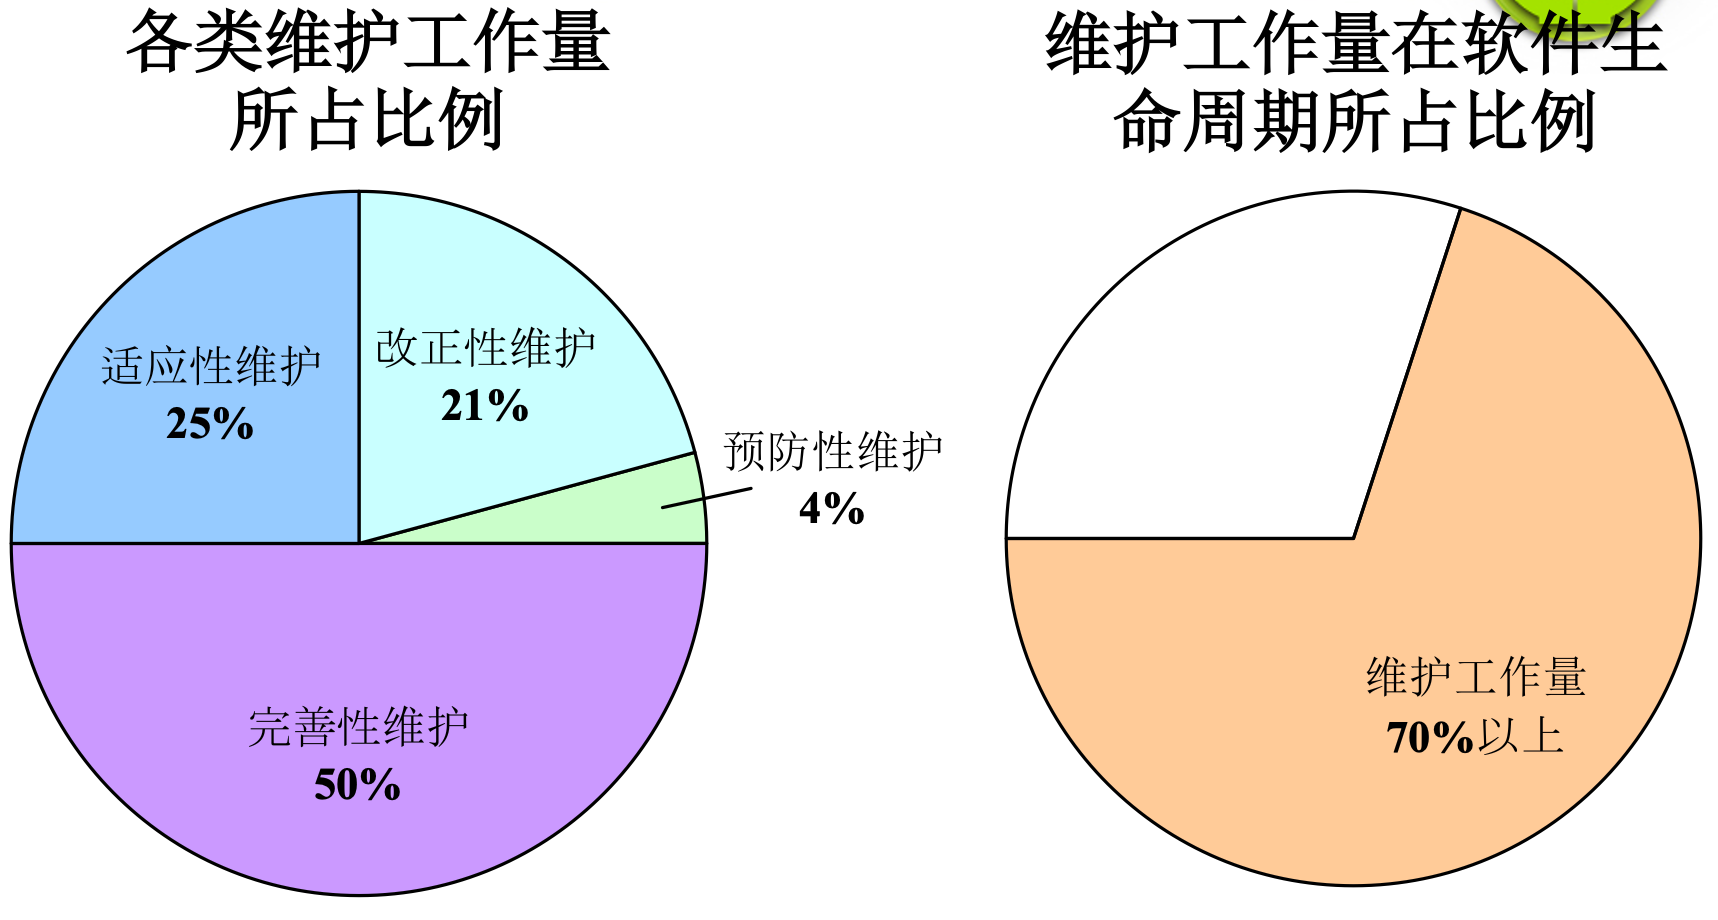 各类维护工作量
所占比例
适应性维护
25%
改正性维护
21%
预防性维护
4%
完善性维护
50%
维护工作量在软件生
命周期所占比例
维护工作量
70%以上